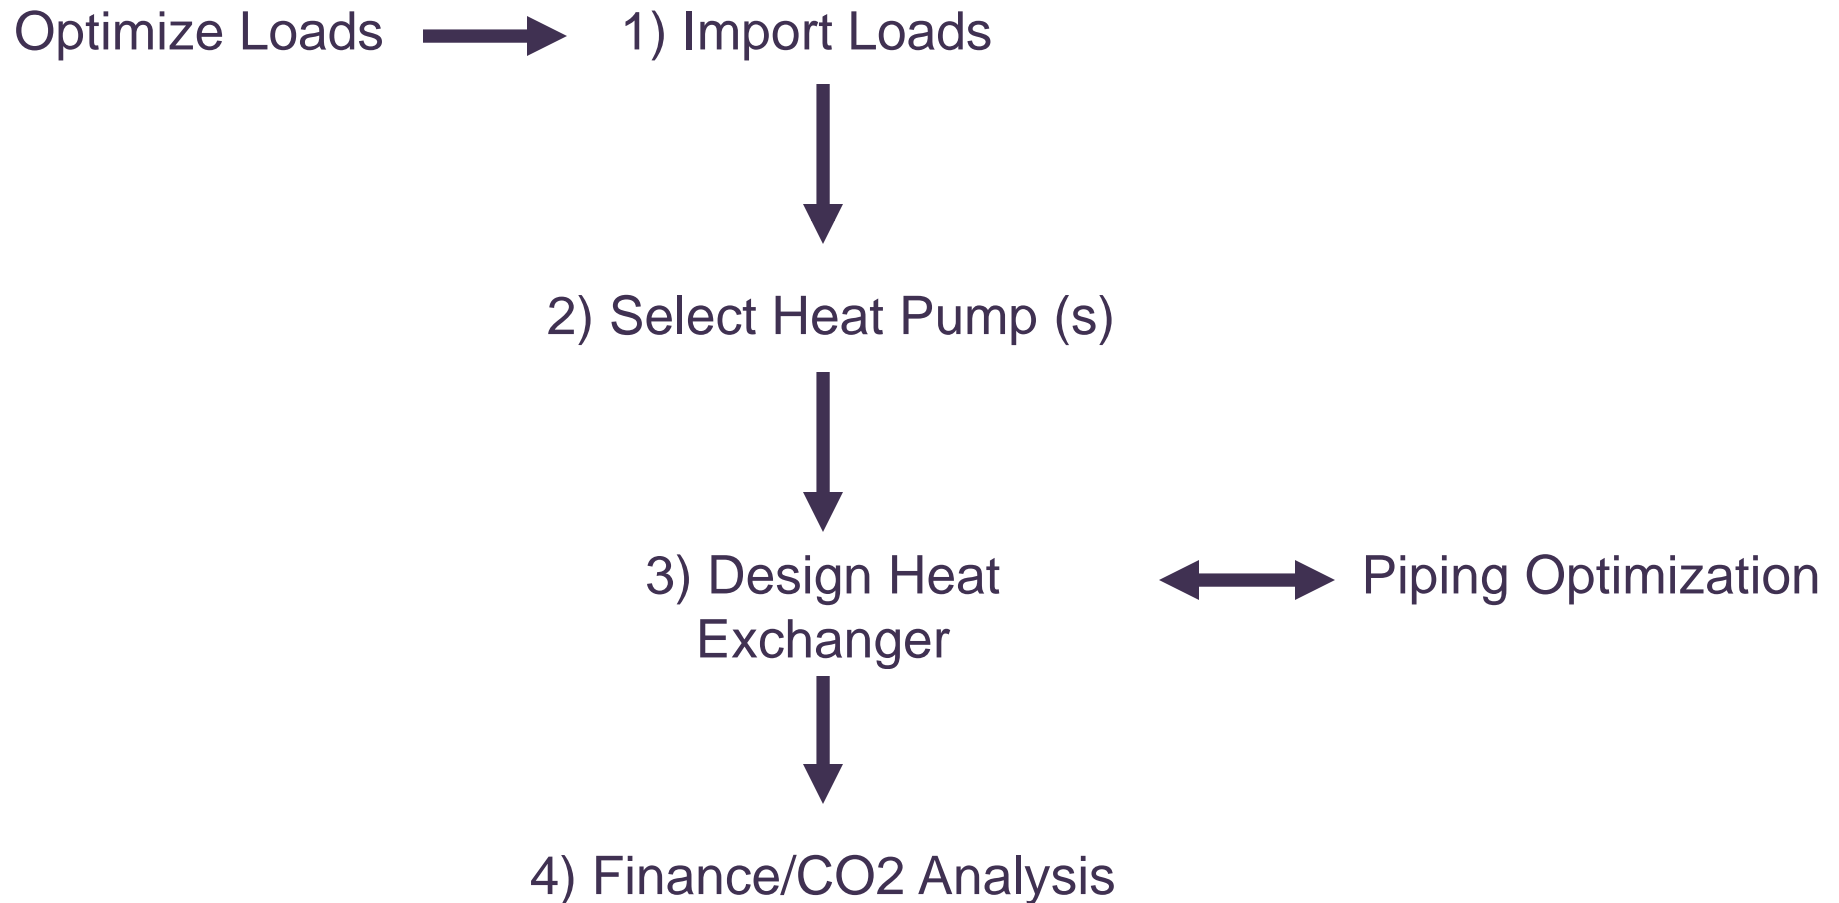 Optimize Loads
1) Import Loads
2) Select Heat Pump (s)
3) Design Heat
Exchanger
Piping Optimization
4) Finance/CO2 Analysis